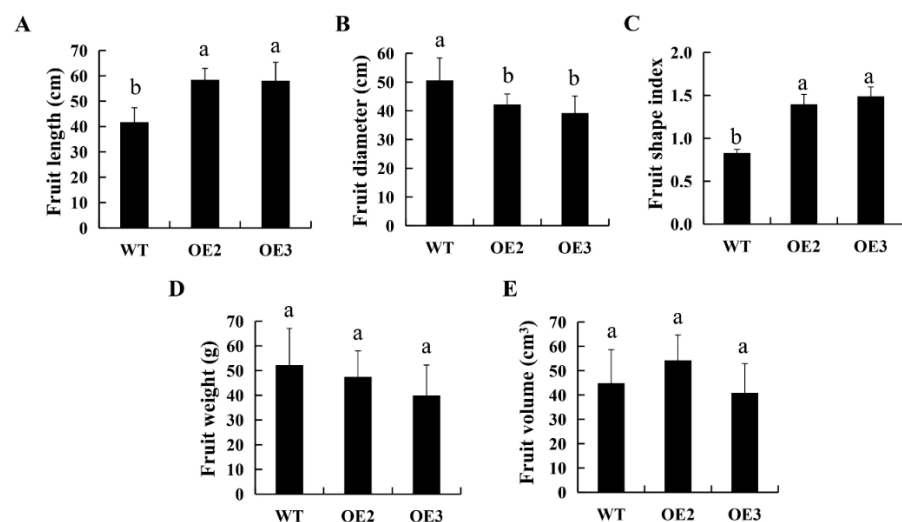 A
Fruit length (cm)
70
60
50
40
30
20
10
0
b
a
a
WT OE2 OE3
B
Fruit diameter (cm)
60
50
40
30
20
10
0
a
b
b
WT OE2 OE3
C
Fruit shape index
2.0
1.5
1.0
0.5
0.0
b
a
a
WT OE2 OE3
D
Fruit weight (g)
70
60
50
40
30
20
10
0
a
a
a
WT OE2 OE3
E
Fruit volume (cm³)
70
60
50
40
30
20
10
0
a
a
a
WT OE2 OE3